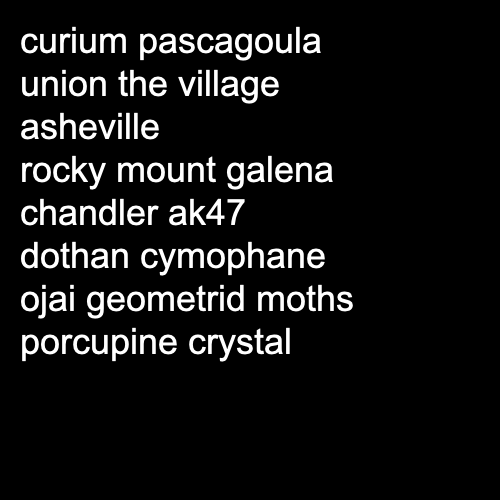 curium pascagoula
union the village
asheville
rocky mount galena
chandler ak47
dothan cymophane
ojai geometrid moths
porcupine crystal